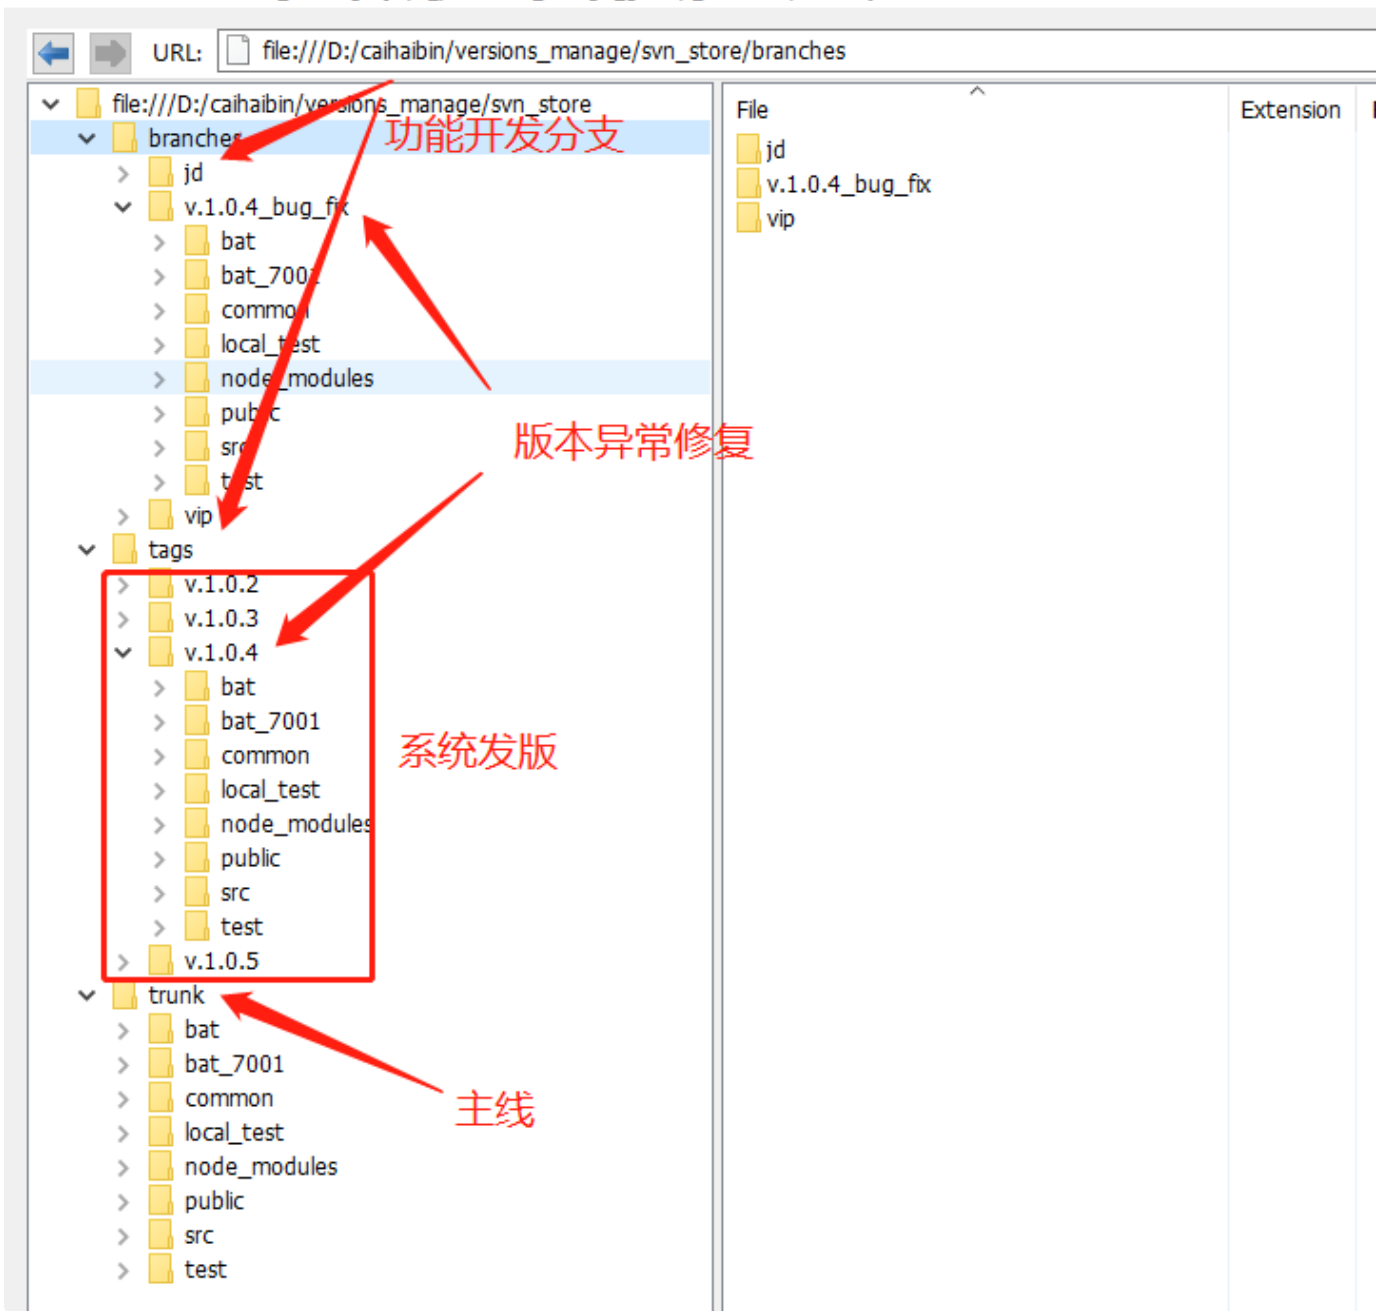 URL: file:///D:/caihaibin/versions_manage/svn_store/branches
file:///D:/caihaibin/versions_manage/svn_store
branches
功能开发分支
jd
v.1.0.4_bug_fix
bat
bat_7001
common
local_test
node_modules
public
src
test
版本异常修复
vip
tags
v.1.0.2
v.1.0.3
v.1.0.4
bat
bat_7001
common
系统发版
local_test
node_modules
public
src
test
v.1.0.5
trunk
bat
bat_7001
common
主线
local_test
node_modules
public
src
test
File Extension
jd
v.1.0.4_bug_fix
vip